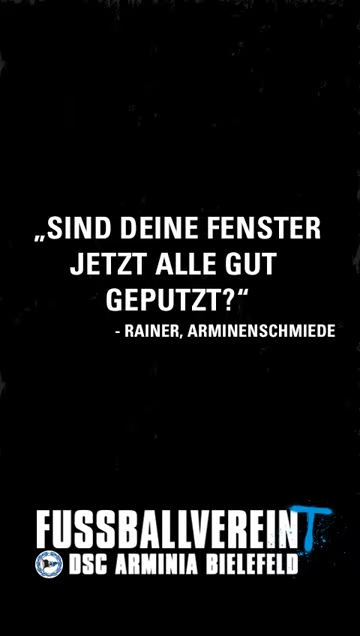 „SIND DEINE FENSTER
JETZT ALLE GUT
GEPUTZT?“
- RAINER, ARMINENSCHMIEDE
FUSSBALLVEREINT
DSC ARMINIA BIELEFELD